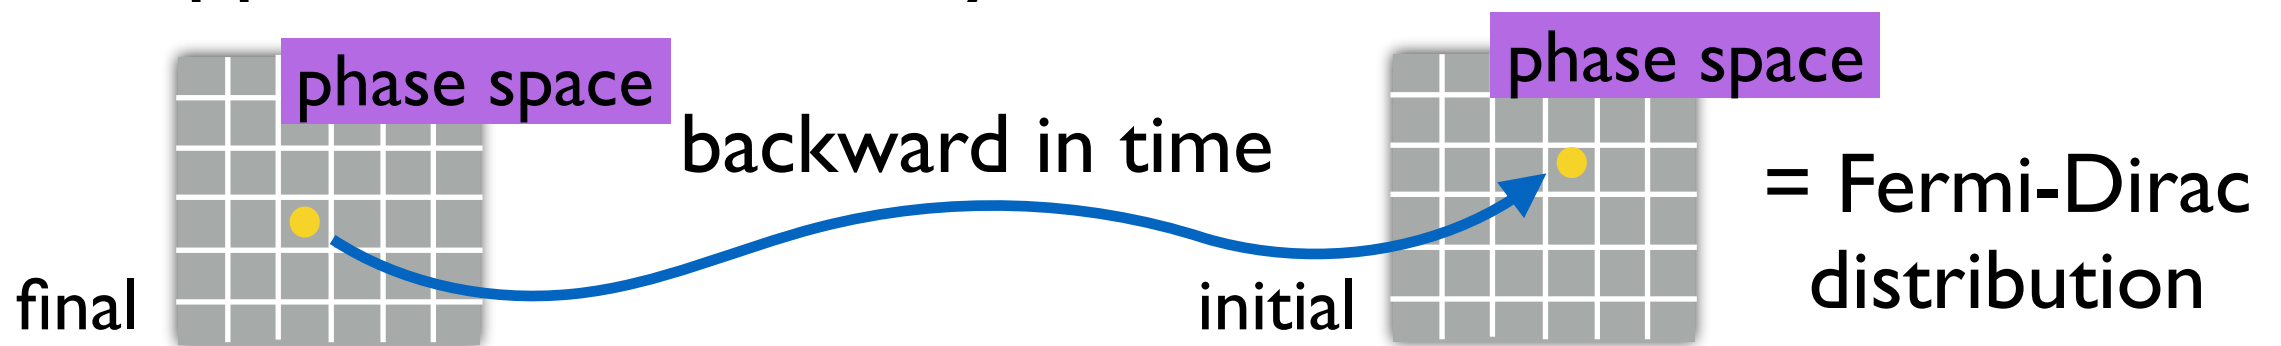 phase space
phase space
backward in time
= Fermi-Dirac
distribution
final
initial